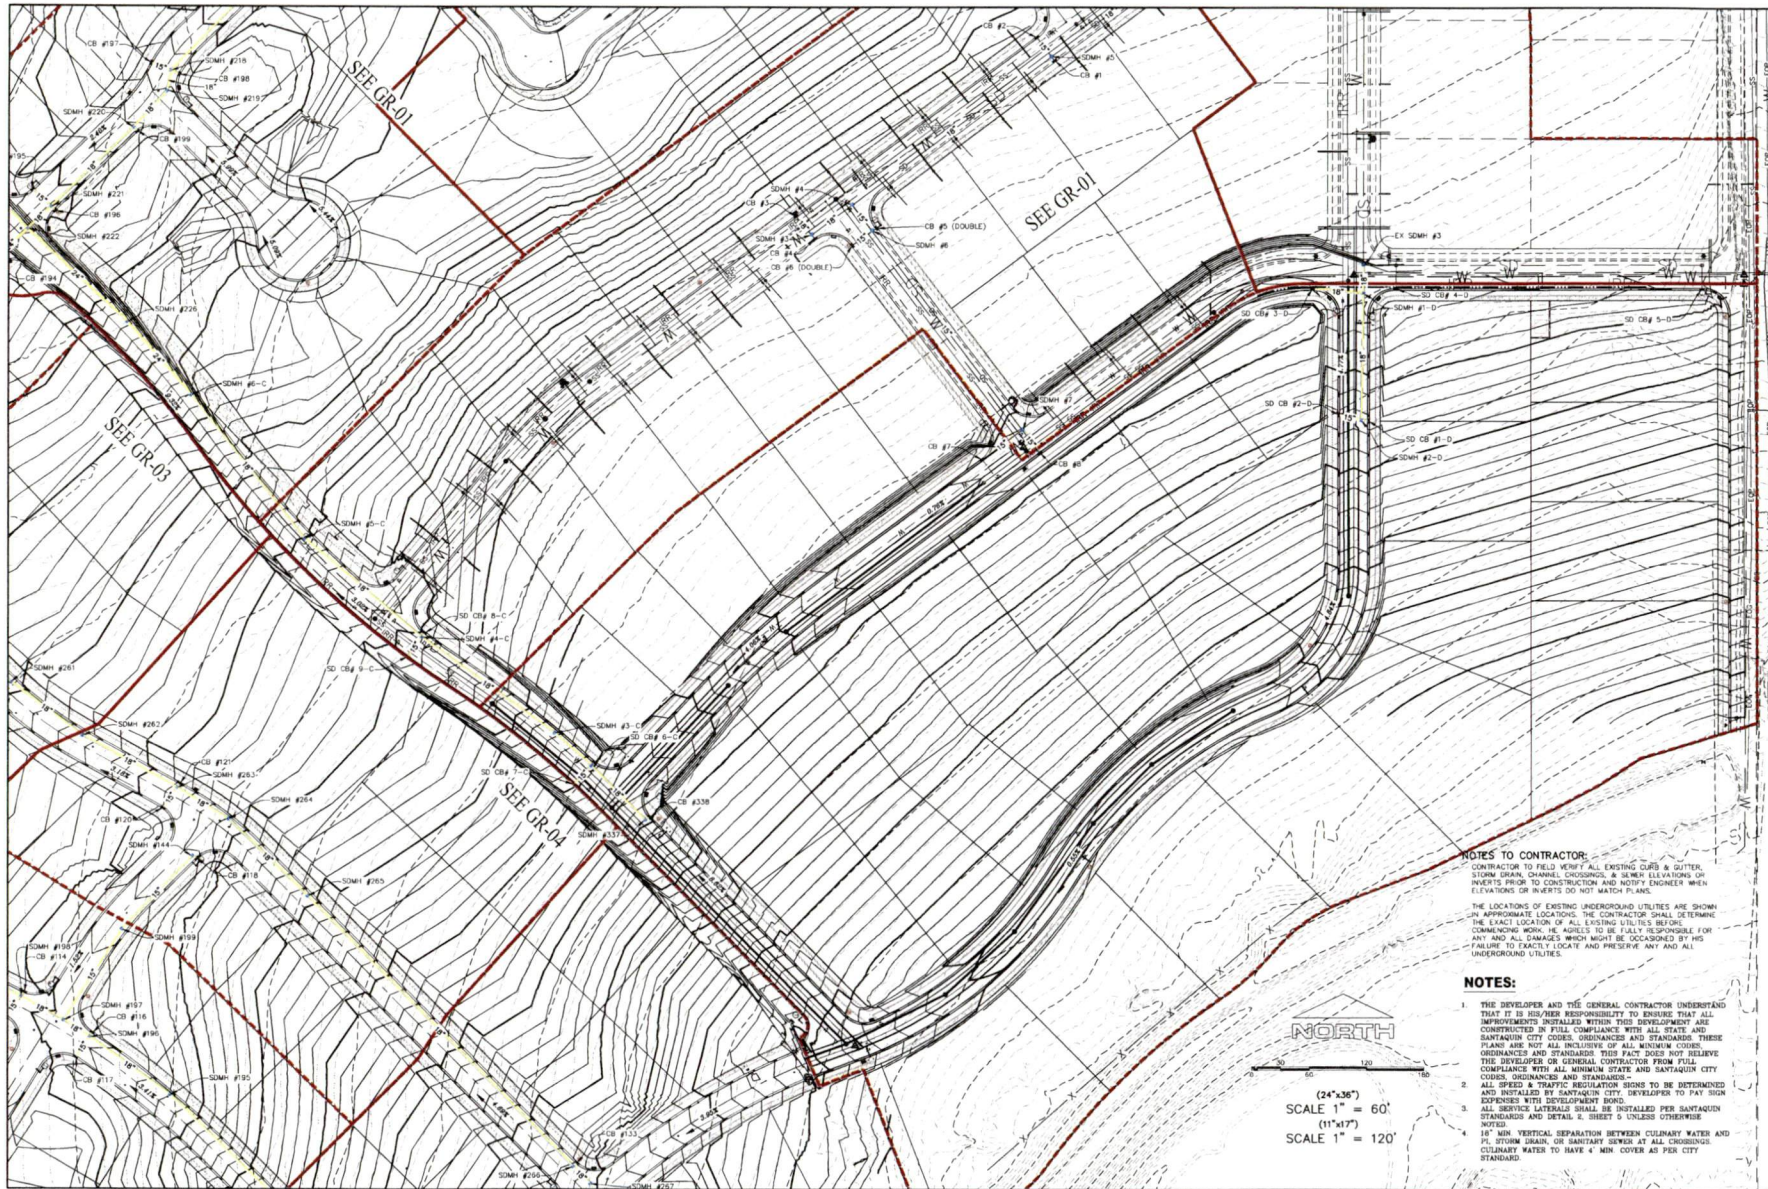 CB #197
SDMH #218
CB #198
18"
SDMH #219
SDMH #220
CB #199
SEE GR-01
SDMH #221
CB #196
SDMH #222
CB #194
SDMH #226
CB #2
SDMH #5
CB #1
SDMH #4
CB #3
SDMH #3
CB #4
CB #6 (DOUBLE)
CB #5 (DOUBLE)
SDMH #6
SEE GR-01
EX SDMH #3
SD CB# 4-D
SDMH #1-D
SD CB# 3-D
SD CB# 5-D
SDMH #6-C
SEE GR-03
SD CB #2-D
SD CB #1-D
SDMH #2-D
SDMH #7
CB #7
CB #8
0.79%
4.77%
SDMH #5-C
SD CB# 8-C
SDMH #4-C
SD CB# 9-C
SDMH #261
SDMH #262
3.18%
CB #121
SDMH #263
SDMH #264
CB #120
SDMH #144
CB #118
SDMH #265
SDMH #3-C
SD CB# 6-C
SD CB# 7-C
SEE GR-04
CB #338
SDMH #337
SDMH #198
CB #114
SDMH #199
SDMH #197
CB #116
SDMH #196
CB #117
SDMH #195
3.41%
CB #133
SDMH #266
SDMH #267
NOTES TO CONTRACTOR:
CONTRACTOR TO FIELD VERIFY ALL EXISTING CURB & GUTTER,
STORM DRAIN, CHANNEL CROSSINGS, & SEWER ELEVATIONS OR
INVERTS PRIOR TO CONSTRUCTION AND NOTIFY ENGINEER WHEN
ELEVATIONS OR INVERTS DO NOT MATCH PLANS.
THE LOCATIONS OF EXISTING UNDERGROUND UTILITIES ARE SHOWN
IN APPROXIMATE LOCATIONS. THE CONTRACTOR SHALL DETERMINE
THE EXACT LOCATION OF ALL EXISTING UTILITIES BEFORE
COMMENCING WORK. HE AGREES TO BE FULLY RESPONSIBLE FOR
ANY AND ALL DAMAGES WHICH MIGHT BE OCCASIONED BY HIS
FAILURE TO EXACTLY LOCATE AND PRESERVE ANY AND ALL
UNDERGROUND UTILITIES.
NOTES:
1. THE DEVELOPER AND THE GENERAL CONTRACTOR UNDERSTAND
THAT IT IS HIS/HER RESPONSIBILITY TO ENSURE THAT ALL
IMPROVEMENTS INSTALLED WITHIN THIS DEVELOPMENT ARE
CONSTRUCTED IN FULL COMPLIANCE WITH ALL STATE AND
SANTAQUIN CITY CODES, ORDINANCES AND STANDARDS. THESE
PLANS ARE NOT ALL INCLUSIVE OF ALL MINIMUM CODES,
ORDINANCES AND STANDARDS. THIS FACT DOES NOT RELIEVE
THE DEVELOPER OR GENERAL CONTRACTOR FROM FULL
COMPLIANCE WITH ALL MINIMUM STATE AND SANTAQUIN CITY
CODES, ORDINANCES AND STANDARDS.-
2. ALL SPEED & TRAFFIC REGULATION SIGNS TO BE DETERMINED
AND INSTALLED BY SANTAQUIN CITY. DEVELOPER TO PAY SIGN
EXPENSES WITH DEVELOPMENT BOND.
3. ALL SERVICE LATERALS SHALL BE INSTALLED PER SANTAQUIN
STANDARDS AND DETAIL 2, SHEET 5 UNLESS OTHERWISE
NOTED.
4. 18" MIN. VERTICAL SEPARATION BETWEEN CULINARY WATER AND
PI, STORM DRAIN, OR SANITARY SEWER AT ALL CROSSINGS.
CULINARY WATER TO HAVE 4' MIN. COVER AS PER CITY
STANDARD.
NORTH
30 120
60 180
(24"x36")
SCALE 1" = 60'
(11"x17")
SCALE 1" = 120'